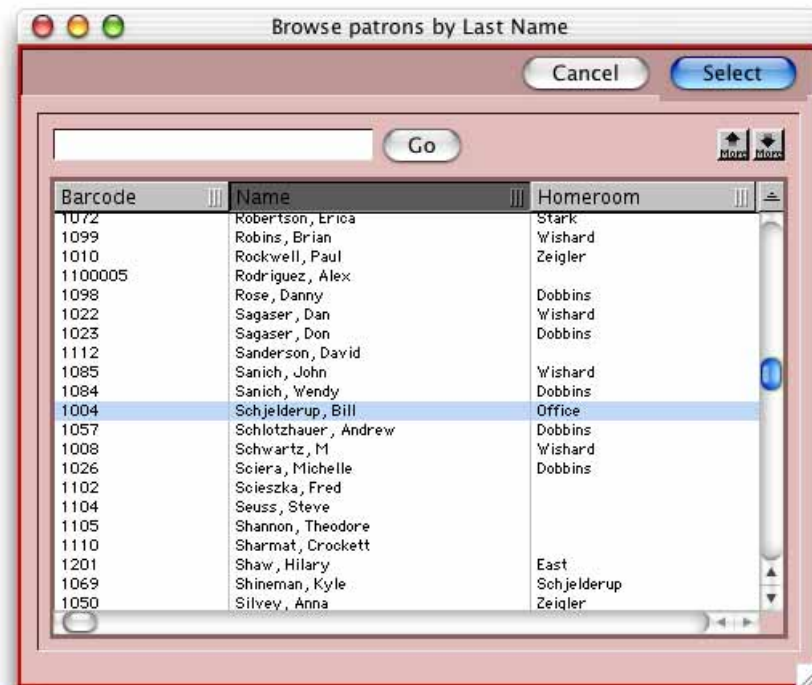 Browse patrons by Last Name
Cancel Select
Go More More
Barcode Name Homeroom
1072 Robertson, Erica Stark
1099 Robins, Brian Wishard
1010 Rockwell, Paul Zeigler
1100005 Rodriguez, Alex
1098 Rose, Danny Dobbins
1022 Sagaser, Dan Wishard
1023 Sagaser, Don Dobbins
1112 Sanderson, David
1085 Sanich, John Wishard
1084 Sanich, Wendy Dobbins
1004 Schjelderup, Bill Office
1057 Schlotzhauer, Andrew Dobbins
1008 Schwartz, M Wishard
1026 Sciera, Michelle Dobbins
1102 Scieszka, Fred
1104 Seuss, Steve
1105 Shannon, Theodore
1110 Sharmat, Crockett
1201 Shaw, Hilary East
1069 Shineman, Kyle Schjelderup
1050 Silvey, Anna Zeigler